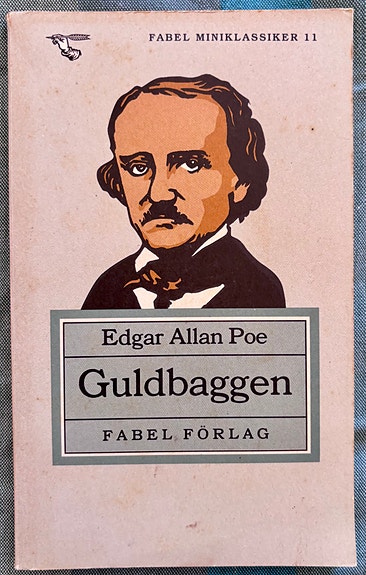 FABEL MINIKLASSIKER 11
Edgar Allan Poe
Guldbaggen
FABEL FÖRLAG